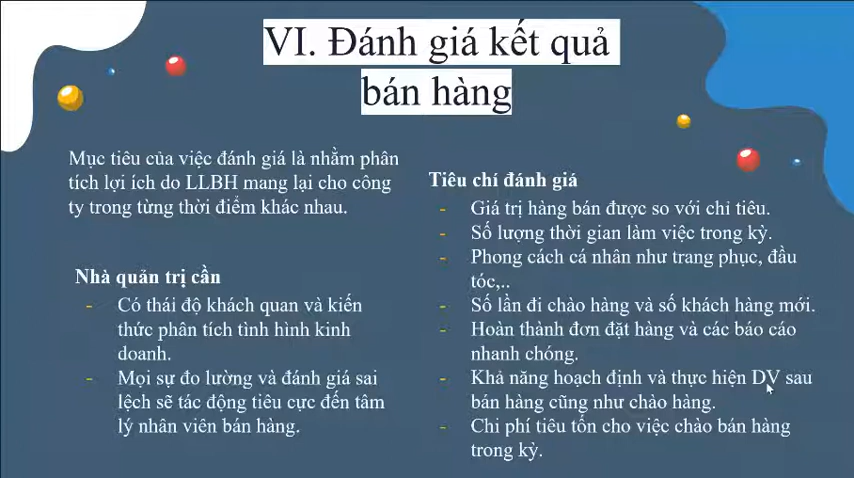 VI. Đánh giá kết quả
bán hàng
Mục tiêu của việc đánh giá là nhằm phân
tích lợi ích do LLBH mang lại cho công
ty trong từng thời điểm khác nhau.
Nhà quản trị cần
- Có thái độ khách quan và kiến
thức phân tích tình hình kinh
doanh.
- Mọi sự đo lường và đánh giá sai
lệch sẽ tác động tiêu cực đến tâm
lý nhân viên bán hàng.
Tiêu chí đánh giá
- Giá trị hàng bán được so với chỉ tiêu.
- Số lượng thời gian làm việc trong kỳ.
- Phong cách cá nhân như trang phục, đầu
tóc,..
- Số lần đi chào hàng và số khách hàng mới.
- Hoàn thành đơn đặt hàng và các báo cáo
nhanh chóng.
- Khả năng hoạch định và thực hiện DV sau
bán hàng cũng như chào hàng.
- Chi phí tiêu tốn cho việc chào bán hàng
trong kỳ.